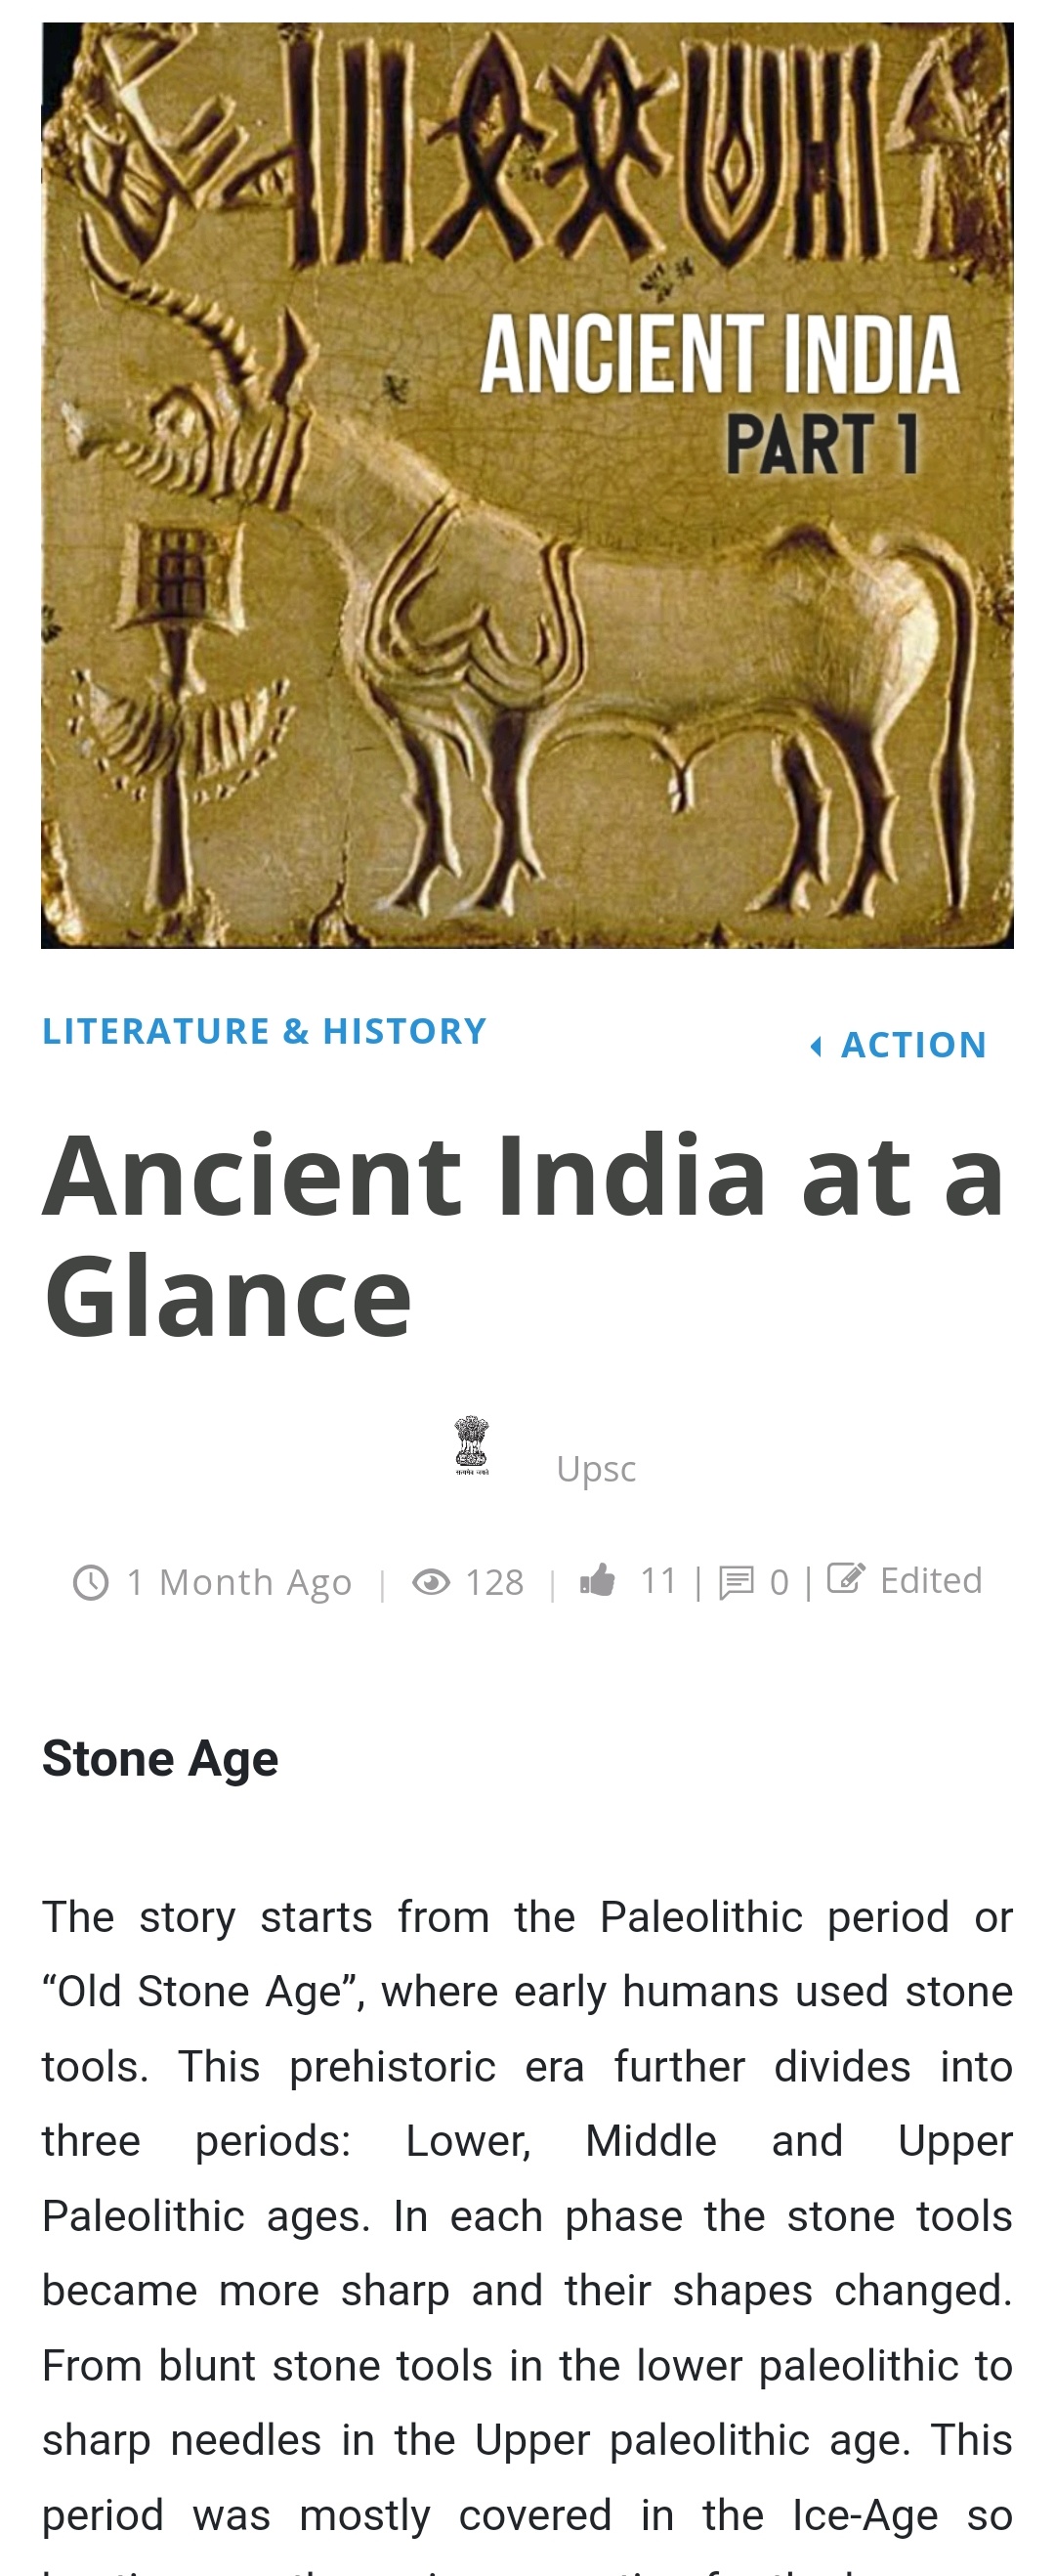 ANCIENT INDIA
PART 1
LITERATURE & HISTORY
ACTION
Ancient India at a
Glance
सत्यमेव जयते
Upsc
1 Month Ago | 128 | 11 | 0 | Edited
Stone Age
The story starts from the Paleolithic period or
“Old Stone Age”, where early humans used stone
tools. This prehistoric era further divides into
three periods: Lower, Middle and Upper
Paleolithic ages. In each phase the stone tools
became more sharp and their shapes changed.
From blunt stone tools in the lower paleolithic to
sharp needles in the Upper paleolithic age. This
period was mostly covered in the Ice-Age so